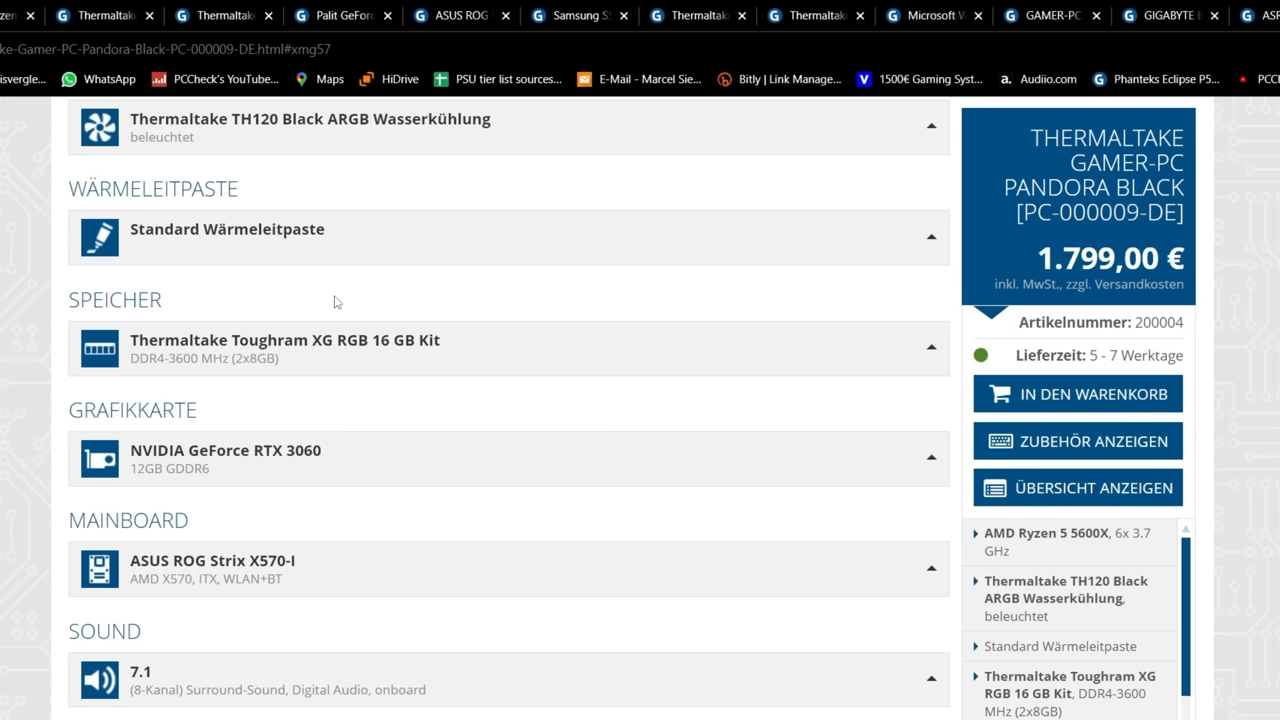 zen
Thermaltake
Thermaltake
Palit GeFor
ASUS ROG
Samsung S
Thermaltake
Thermaltake
Microsoft W
GAMER-PC
GIGABYTE B
ke-Gamer-PC-Pandora-Black-PC-000009-DE.html#xmg57
isvergle...
WhatsApp
PCCheck's YouTube...
Maps
HiDrive
PSU tier list sources...
E-Mail - Marcel Sie...
Bitly | Link Manage...
1500€ Gaming Syst...
Audiio.com
Phanteks Eclipse P5...
Thermaltake TH120 Black ARGB Wasserkühlung
beleuchtet
WÄRMELEITPASTE
Standard Wärmeleitpaste
SPEICHER
Thermaltake Toughram XG RGB 16 GB Kit
DDR4-3600 MHz (2x8GB)
GRAFIKKARTE
NVIDIA GeForce RTX 3060
12GB GDDR6
MAINBOARD
ASUS ROG Strix X570-I
AMD X570, ITX, WLAN+BT
SOUND
7.1
(8-Kanal) Surround-Sound, Digital Audio, onboard
THERMALTAKE
GAMER-PC
PANDORA BLACK
[PC-000009-DE]
1.799,00 €
inkl. MwSt., zzgl. Versandkosten
Artikelnummer: 200004
Lieferzeit: 5 - 7 Werktage
IN DEN WARENKORB
ZUBEHÖR ANZEIGEN
ÜBERSICHT ANZEIGEN
AMD Ryzen 5 5600X, 6x 3.7
GHz
Thermaltake TH120 Black
ARGB Wasserkühlung,
beleuchtet
Standard Wärmeleitpaste
Thermaltake Toughram XG
RGB 16 GB Kit, DDR4-3600
MHz (2x8GB)